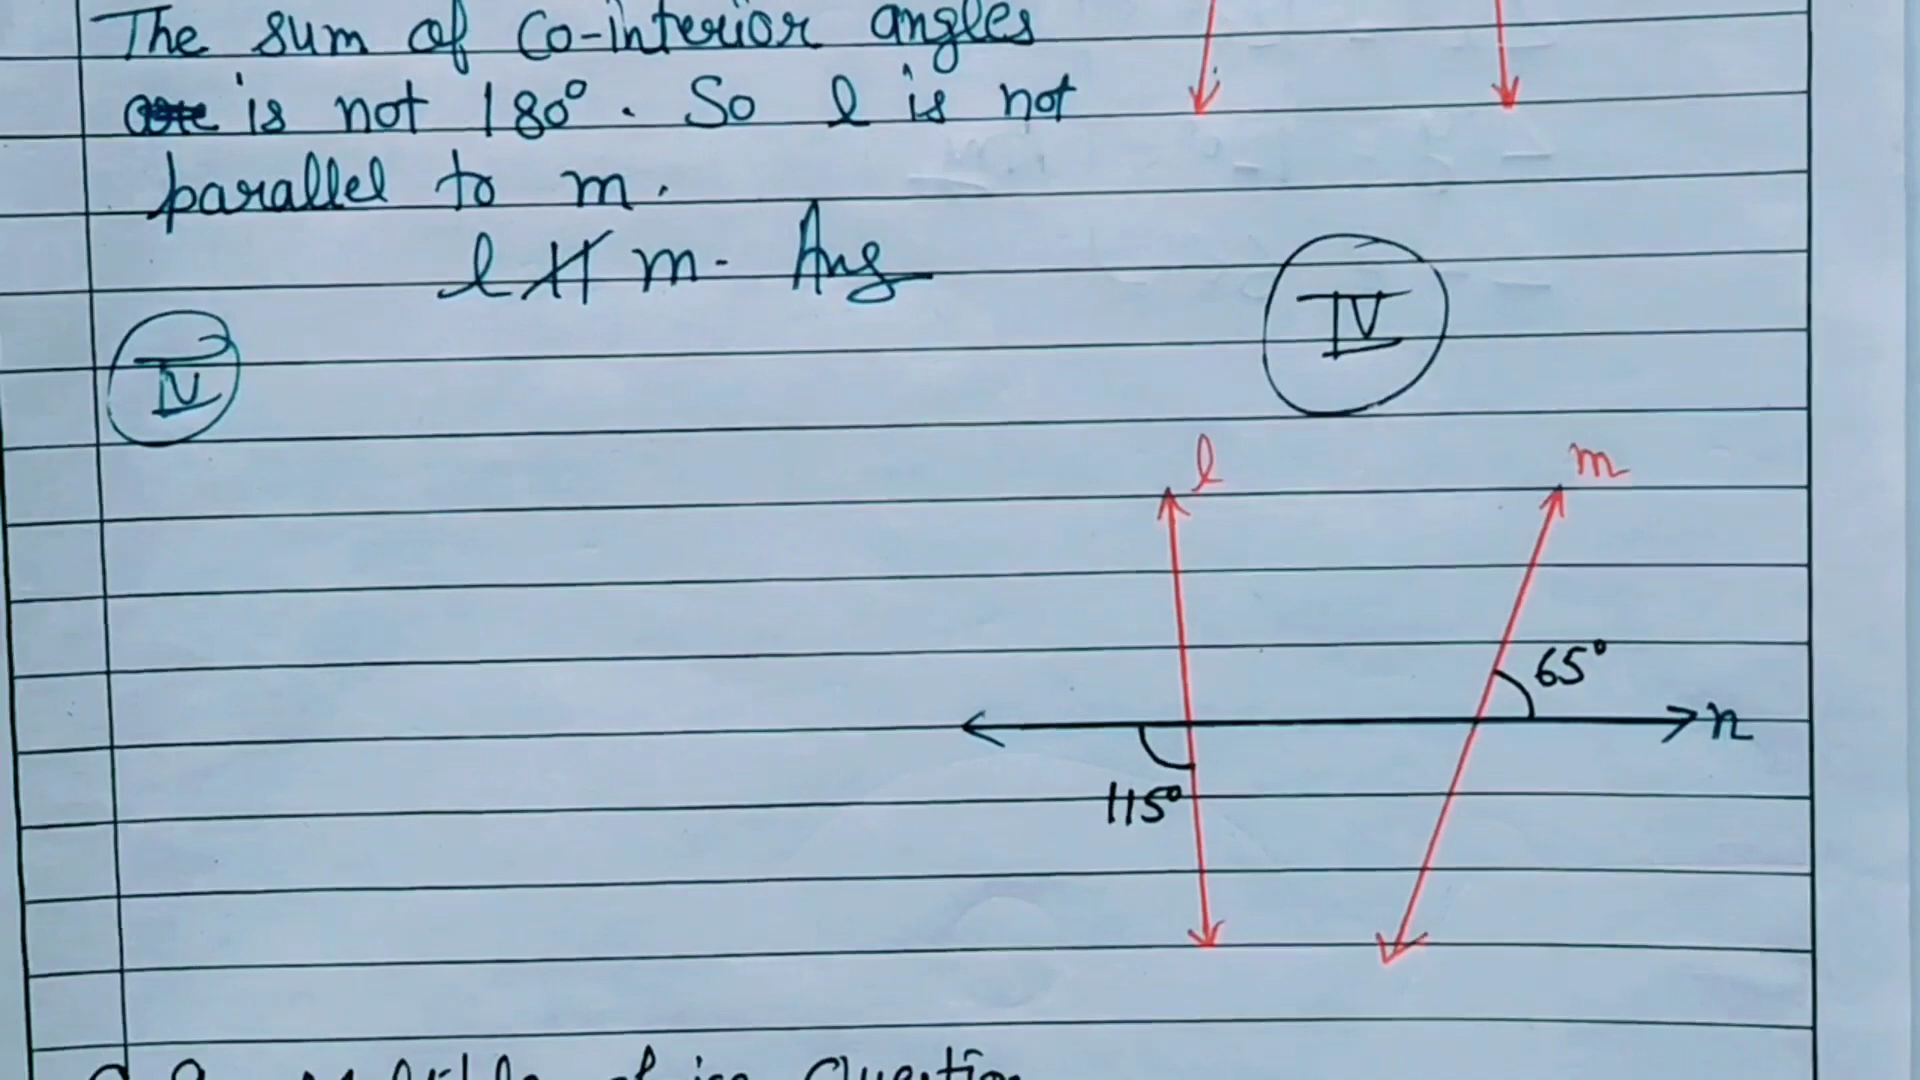 The sum of Co-interior angles
is not 180°. So l is not
parallel to m.
l ∦ m. Ans
IV
IV
l
m
65°
n
115°
Question